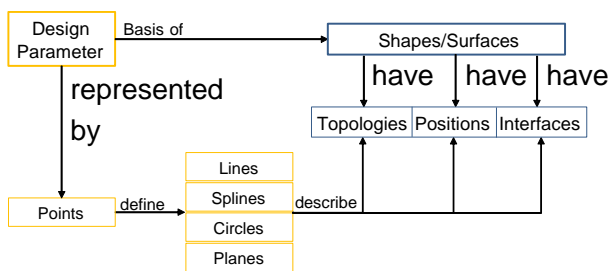 Design
Parameter
Basis of
Shapes/Surfaces
have have have
represented
by
Topologies Positions Interfaces
Lines
Points define Splines describe
Circles
Planes